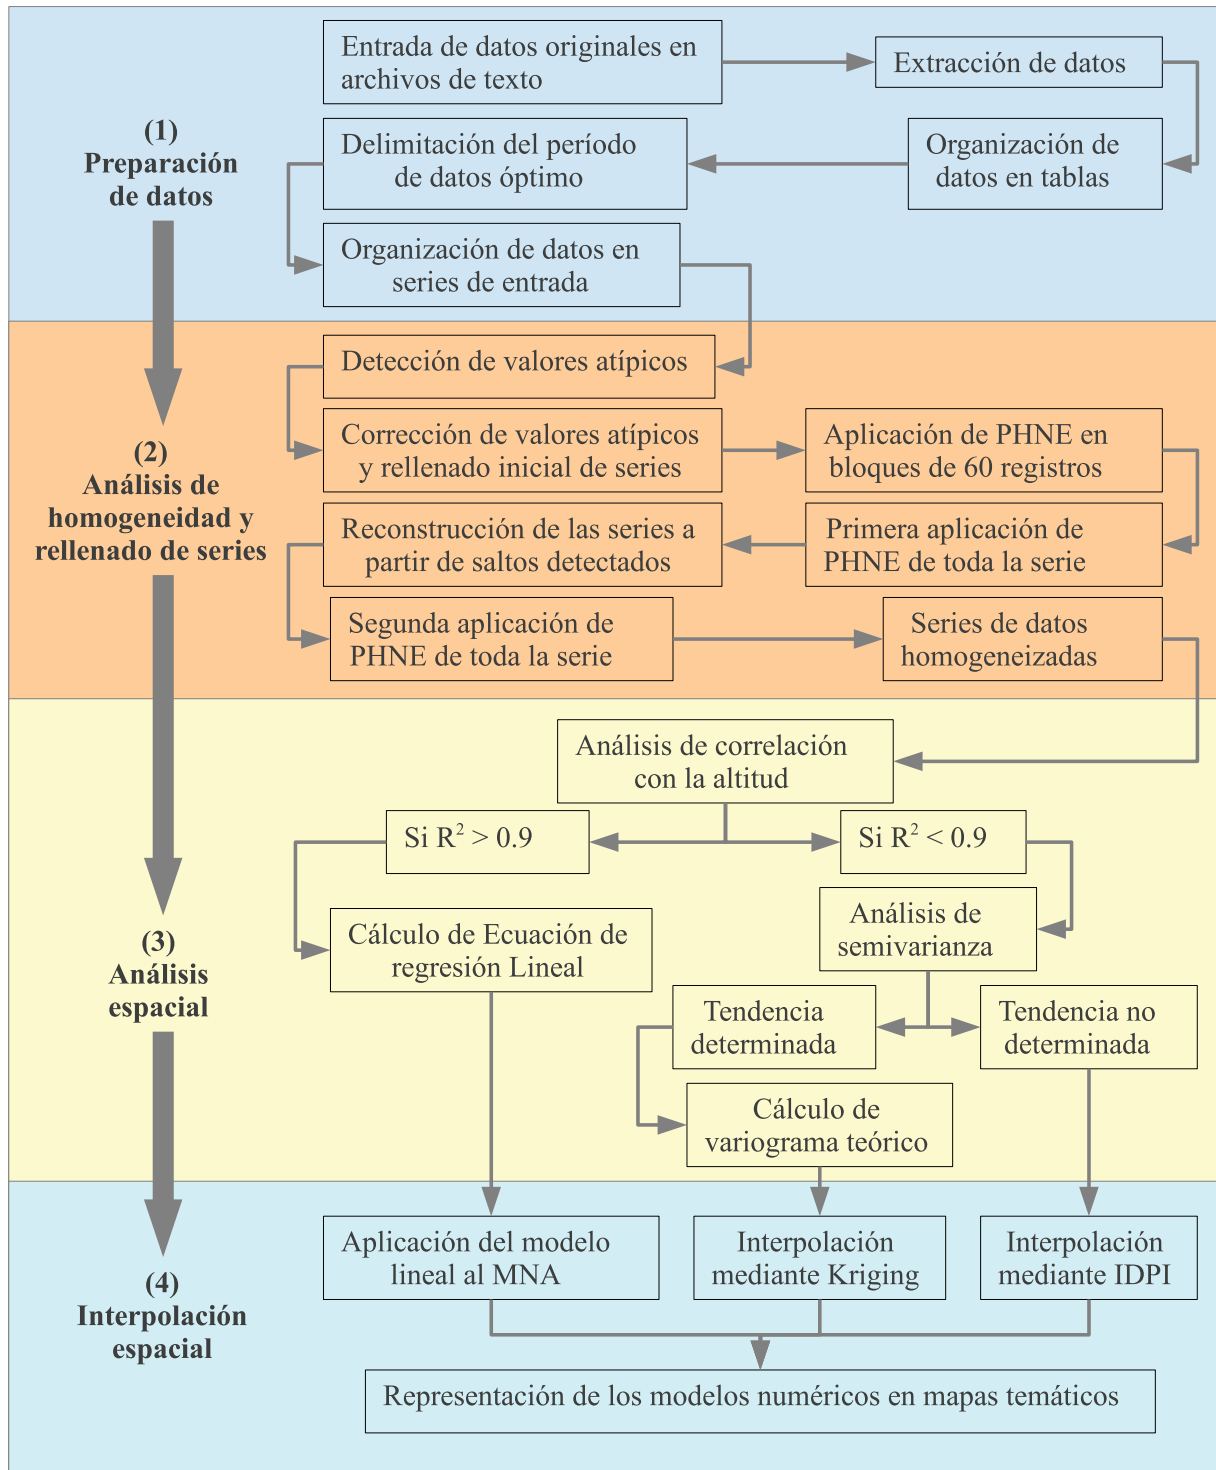 (1)
Preparación
de datos
Entrada de datos originales en
archivos de texto
Extracción de datos
Organización de
datos en tablas
Delimitación del período
de datos óptimo
Organización de datos en
series de entrada
(2)
Análisis de
homogeneidad y
rellenado de series
Detección de valores atípicos
Corrección de valores atípicos
y rellenado inicial de series
Aplicación de PHNE en
bloques de 60 registros
Primera aplicación de
PHNE de toda la serie
Reconstrucción de las series a
partir de saltos detectados
Segunda aplicación de
PHNE de toda la serie
Series de datos
homogeneizadas
(3)
Análisis
espacial
Análisis de correlación
con la altitud
Si R² > 0.9
Si R² < 0.9
Cálculo de Ecuación de
regresión Lineal
Análisis de
semivarianza
Tendencia
determinada
Tendencia no
determinada
Cálculo de
variograma teórico
(4)
Interpolación
espacial
Aplicación del modelo
lineal al MNA
Interpolación
mediante Kriging
Interpolación
mediante IDPI
Representación de los modelos numéricos en mapas temáticos